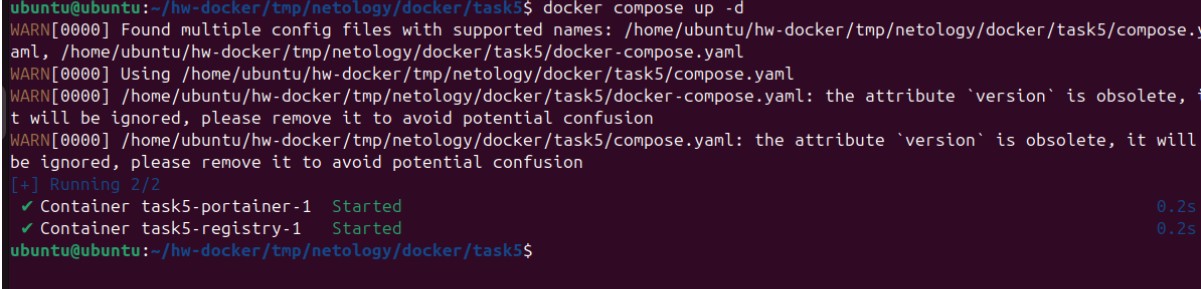 ubuntu@ubuntu:~/hw-docker/tmp/netology/docker/task5$ docker compose up -d
WARN[0000] Found multiple config files with supported names: /home/ubuntu/hw-docker/tmp/netology/docker/task5/compose.y
aml, /home/ubuntu/hw-docker/tmp/netology/docker/task5/docker-compose.yaml
WARN[0000] Using /home/ubuntu/hw-docker/tmp/netology/docker/task5/compose.yaml
WARN[0000] /home/ubuntu/hw-docker/tmp/netology/docker/task5/docker-compose.yaml: the attribute `version` is obsolete, i
t will be ignored, please remove it to avoid potential confusion
WARN[0000] /home/ubuntu/hw-docker/tmp/netology/docker/task5/compose.yaml: the attribute `version` is obsolete, it will
be ignored, please remove it to avoid potential confusion
[+] Running 2/2
✔ Container task5-portainer-1 Started 0.2s
✔ Container task5-registry-1 Started 0.2s
ubuntu@ubuntu:~/hw-docker/tmp/netology/docker/task5$